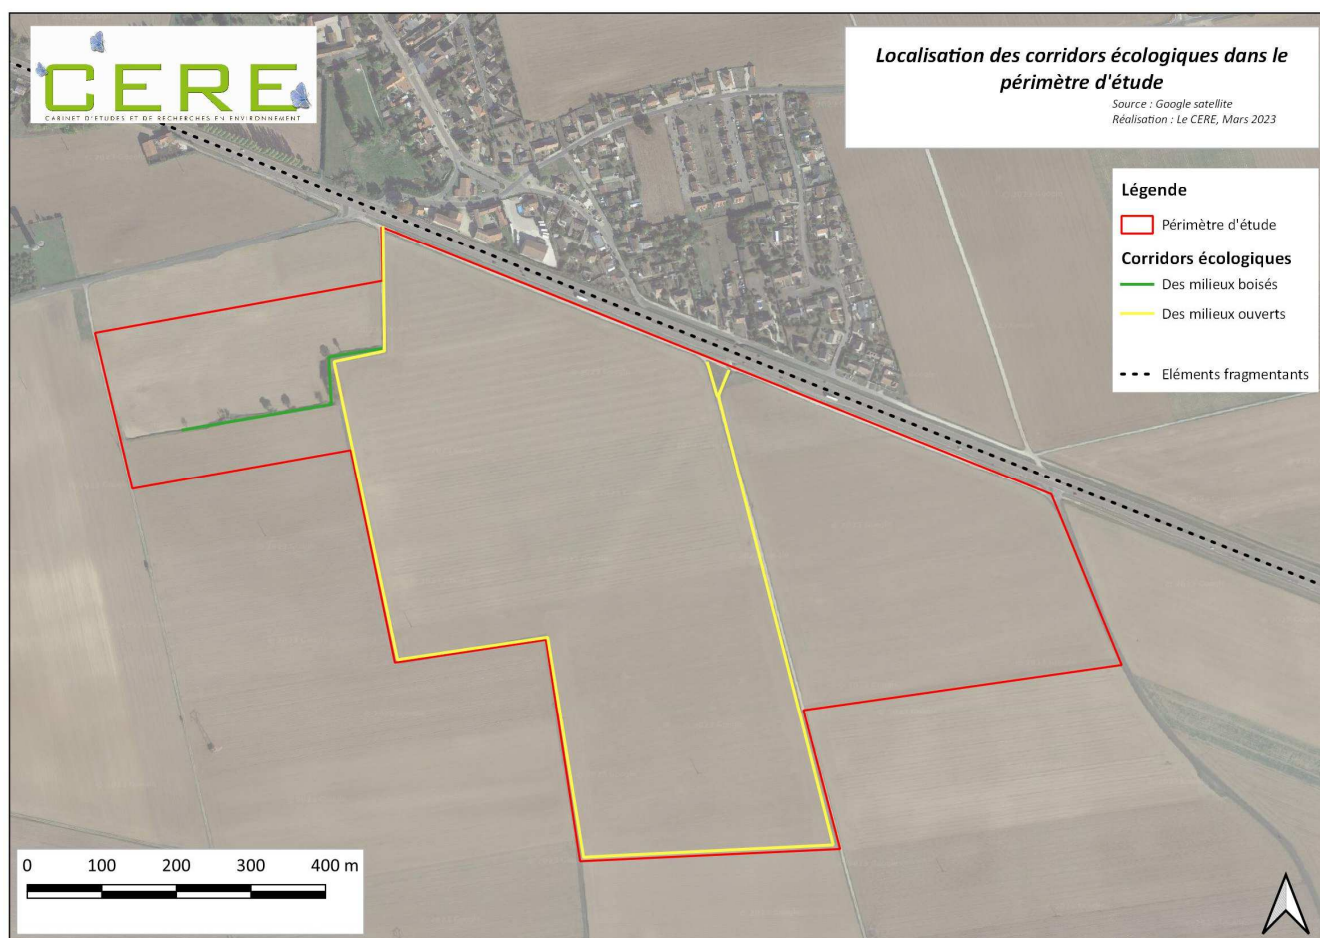 CERE
CABINET D'ETUDES ET DE RECHERCHES EN ENVIRONNEMENT
Localisation des corridors écologiques dans le
périmètre d'étude
Source : Google satellite
Réalisation : Le CERE, Mars 2023
Légende
Périmètre d'étude
Corridors écologiques
Des milieux boisés
Des milieux ouverts
Eléments fragmentants
0 100 200 300 400 m